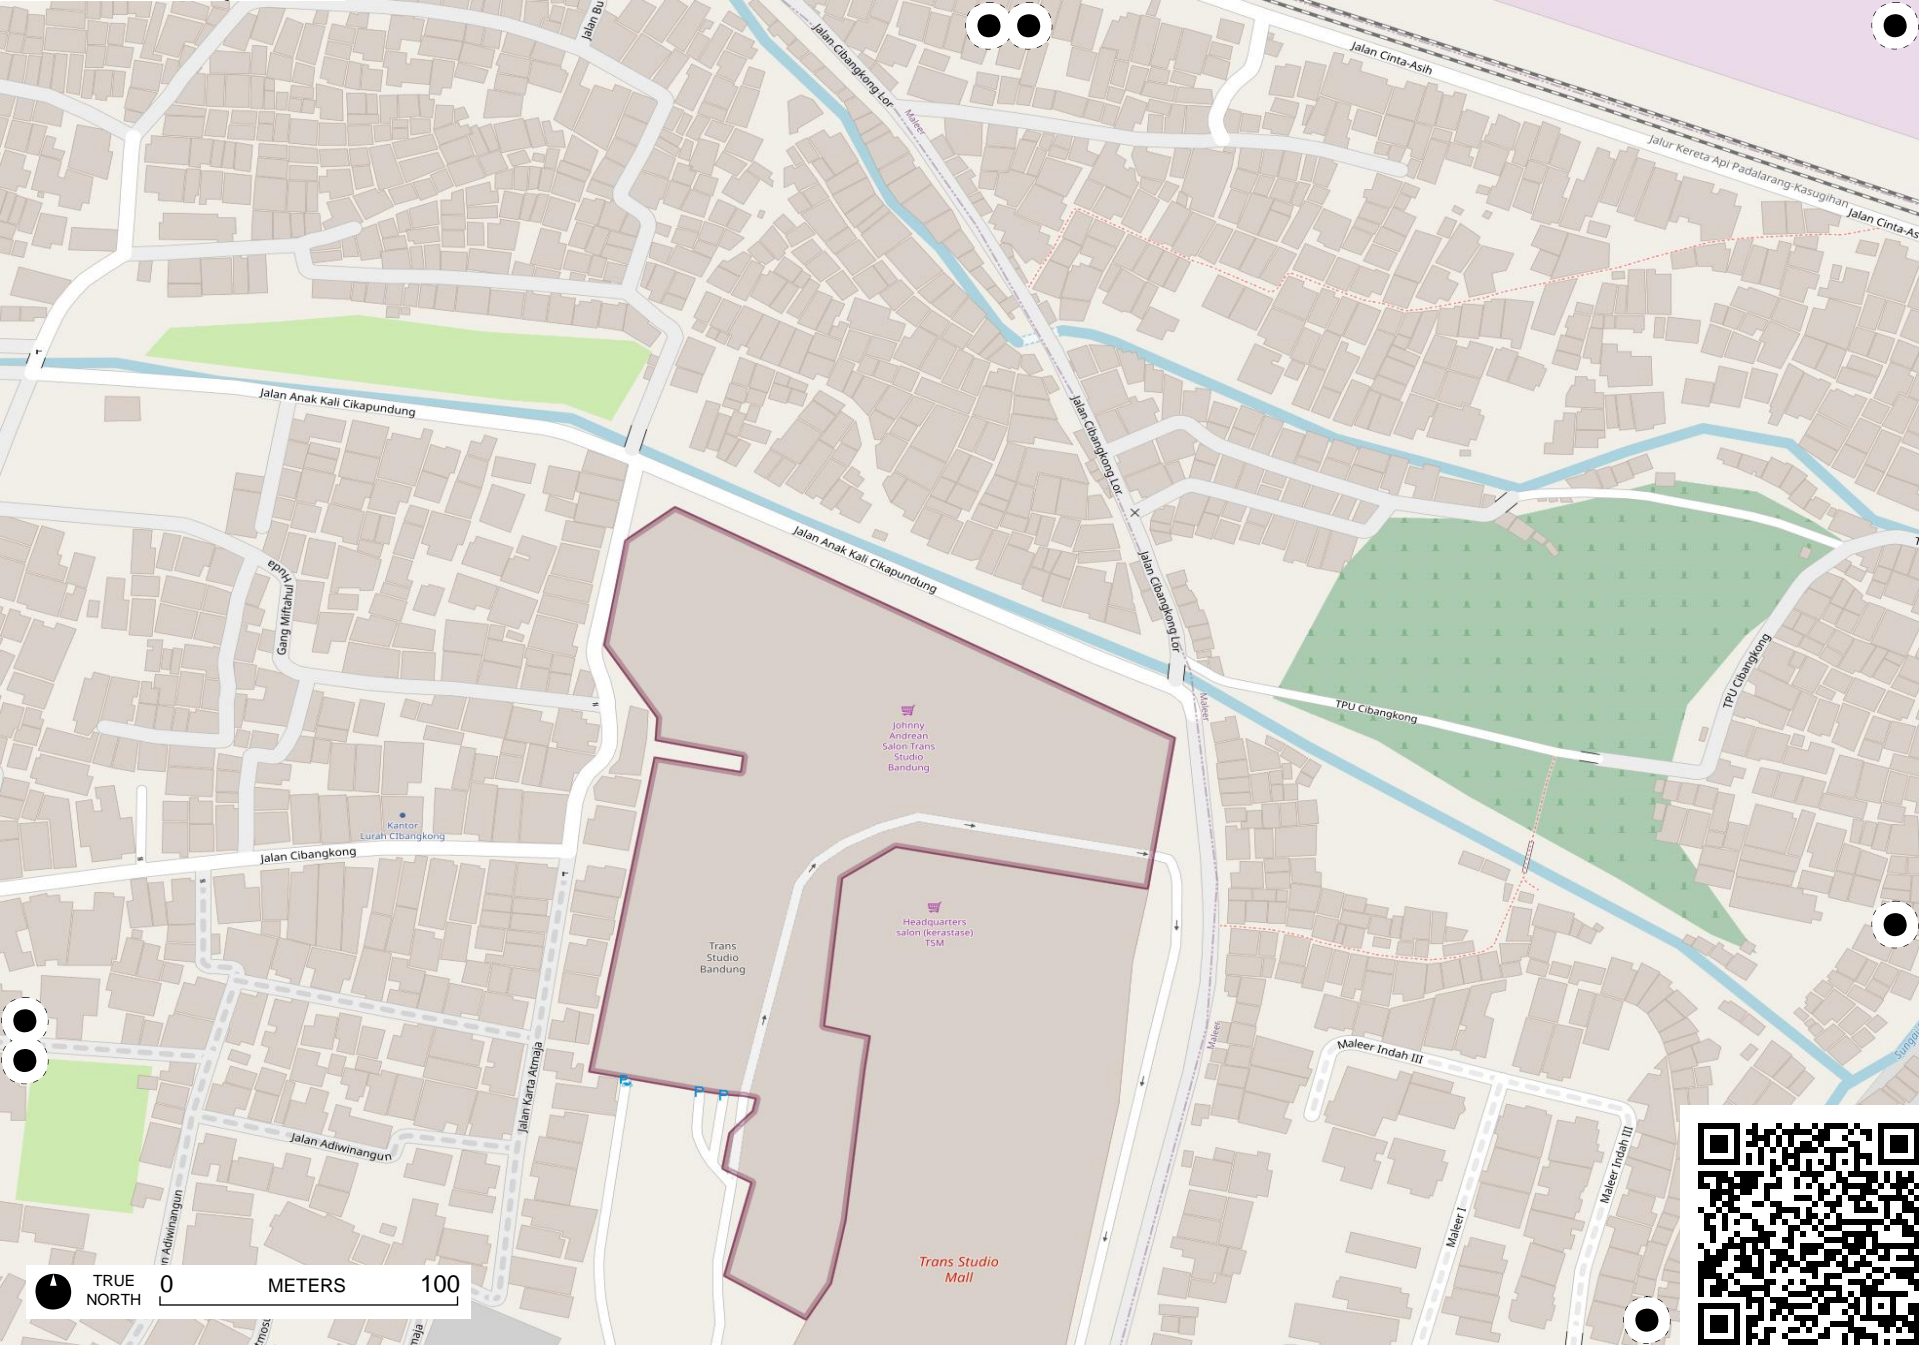 Jalan Bu
Jalan Cibangkong Lor
Maleer
Jalan Cinta-Asih
Jalur Kereta Api Padalarang-Kasugihan
Jalan Cinta-As
Jalan Anak Kali Cikapundung
Jalan Cibangkong Lor
Jalan Anak Kali Cikapundung
Jalan Cibangkong Lor
Gang Miftahul Huda
TPU Cibangkong
TPU Cibangkong
Maleer
Johnny
Andrean
Salon Trans
Studio
Bandung
Kantor
Lurah CIbangkong
Jalan Cibangkong
Headquarters
salon (kerastase)
TSM
Trans
Studio
Bandung
Maleer
Maleer Indah III
Sungai
Jalan Karta Atmaja
P
P
P
Jalan Adiwinangun
Maleer Indah III
n Adiwinangun
Maleer I
Trans Studio
Mall
TRUE
NORTH
0 METERS 100
maja